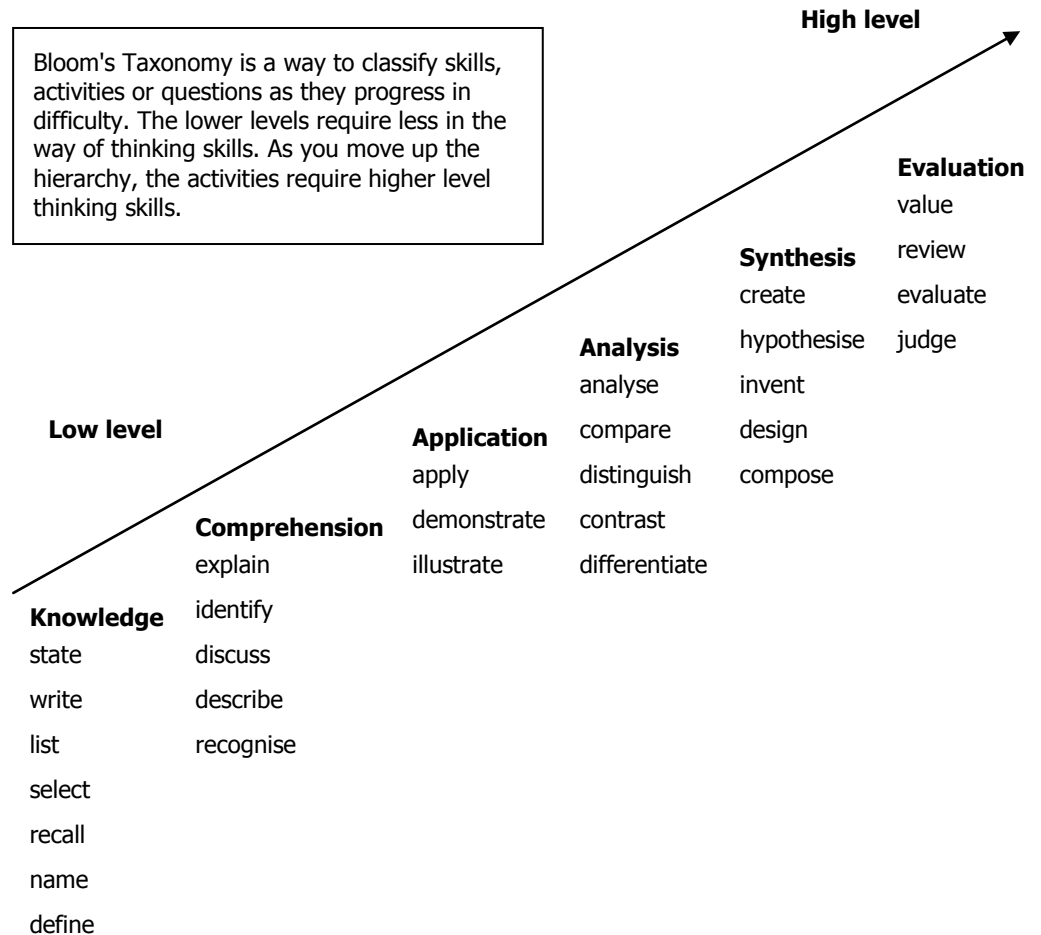 High level
Bloom's Taxonomy is a way to classify skills,
activities or questions as they progress in
difficulty. The lower levels require less in the
way of thinking skills. As you move up the
hierarchy, the activities require higher level
thinking skills.
Low level
Knowledge
state
write
list
select
recall
name
define
Comprehension
explain
identify
discuss
describe
recognise
Application
apply
demonstrate
illustrate
Analysis
analyse
compare
distinguish
contrast
differentiate
Synthesis
create
hypothesise
invent
design
compose
Evaluation
value
review
evaluate
judge